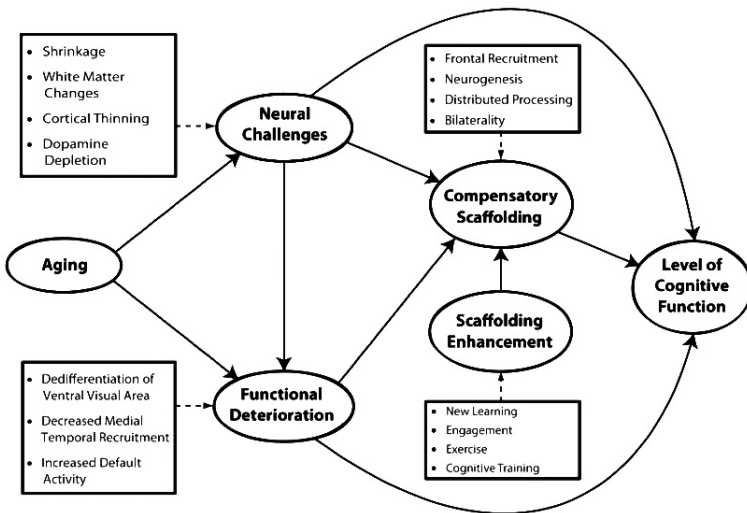 • Shrinkage
• White Matter
Changes
• Cortical Thinning
• Dopamine
Depletion
Neural
Challenges
• Frontal Recruitment
• Neurogenesis
• Distributed Processing
• Bilaterality
Compensatory
Scaffolding
Aging
Level of
Cognitive
Function
Scaffolding
Enhancement
• Dedifferentiation of
Ventral Visual Area
• Decreased Medial
Temporal Recruitment
• Increased Default
Activity
Functional
Deterioration
• New Learning
• Engagement
• Exercise
• Cognitive Training